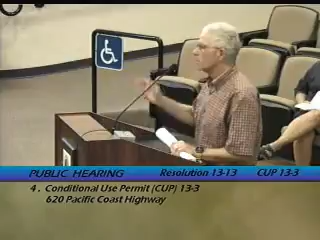 PUBLIC HEARING Resolution 13-13 CUP 13-3
4. Conditional Use Permit (CUP) 13-3
620 Pacific Coast Highway